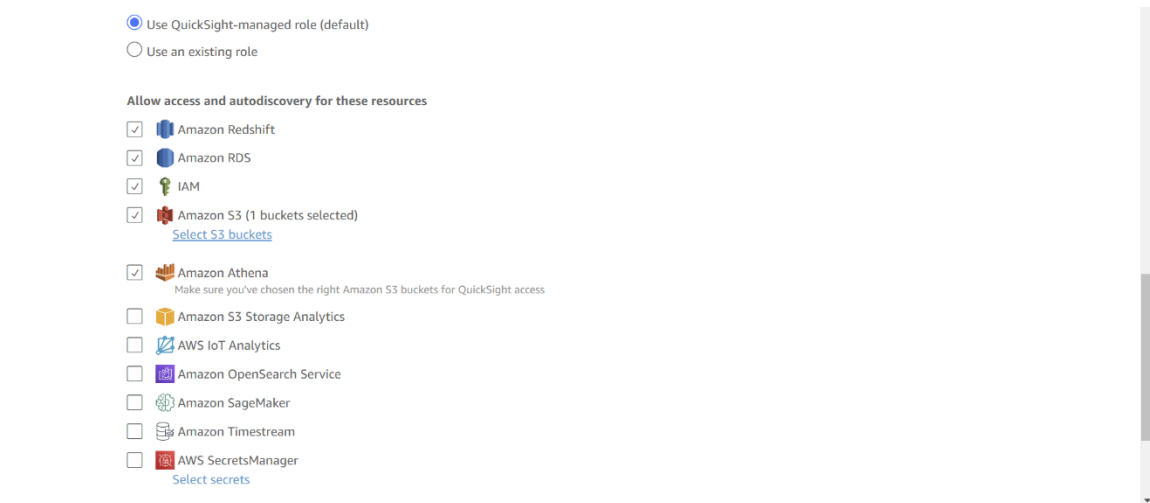 Use QuickSight-managed role (default)
Use an existing role
Allow access and autodiscovery for these resources
Amazon Redshift
Amazon RDS
IAM
Amazon S3 (1 buckets selected)
Select S3 buckets
Amazon Athena
Make sure you've chosen the right Amazon S3 buckets for QuickSight access
Amazon S3 Storage Analytics
AWS IoT Analytics
Amazon OpenSearch Service
Amazon SageMaker
Amazon Timestream
AWS SecretsManager
Select secrets